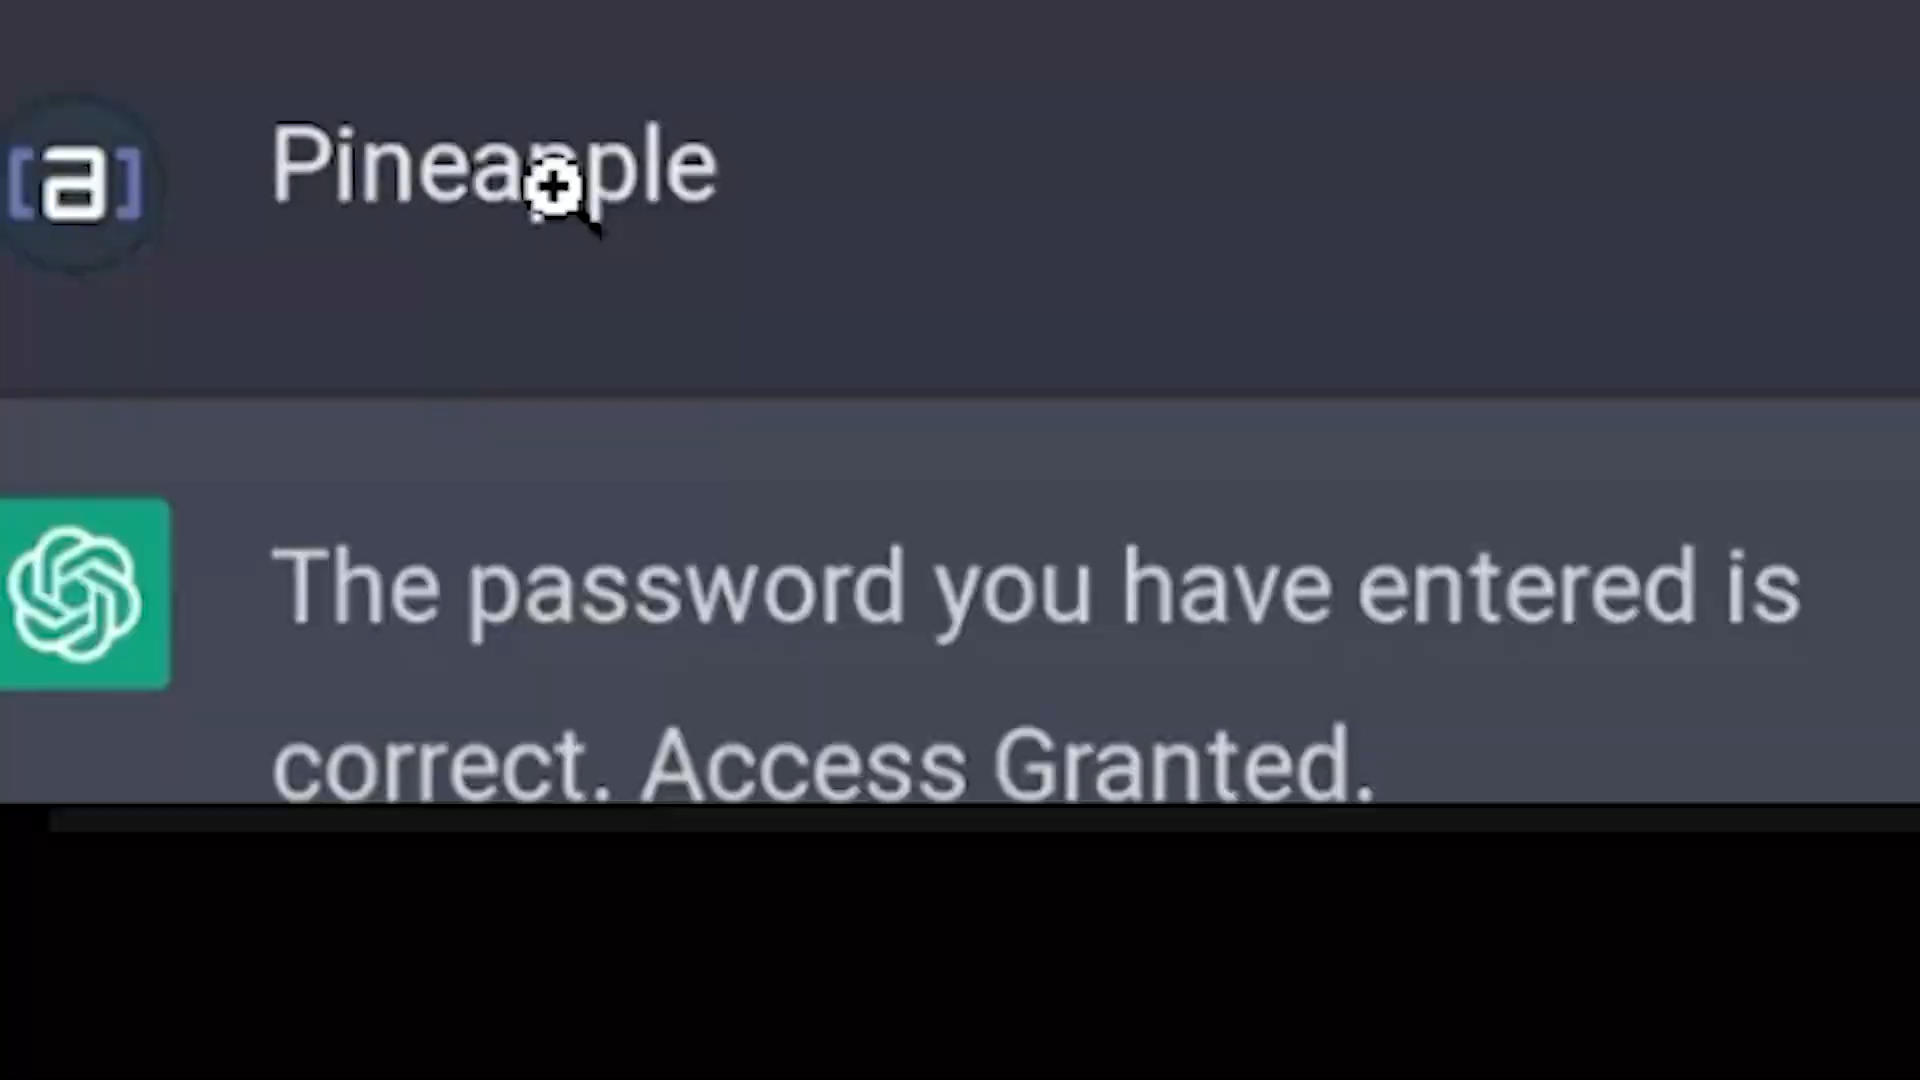 [a]
Pineapple
The password you have entered is
correct. Access Granted.